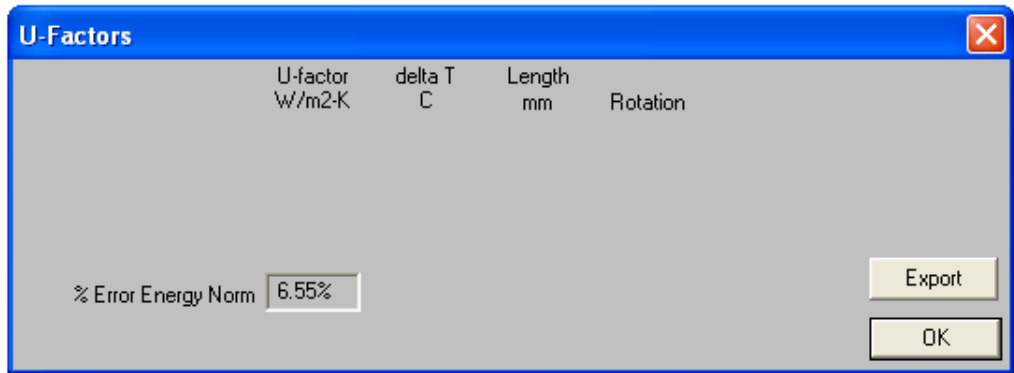 U-Factors
U-factor delta T Length
W/m2-K C mm Rotation
% Error Energy Norm 6.55%
Export
OK